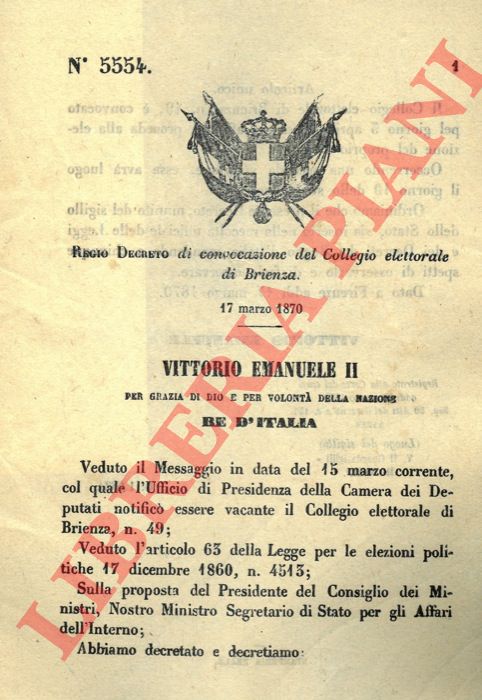 N° 5554.
1
REGIO DECRETO di convocazione del Collegio elettorale
di Brienza.
17 marzo 1870
VITTORIO EMANUELE II
PER GRAZIA DI DIO E PER VOLONTÀ DELLA NAZIONE
RE D'ITALIA
Veduto il Messaggio in data del 15 marzo corrente,
col quale l'Ufficio di Presidenza della Camera dei De-
putati notificò essere vacante il Collegio elettorale di
Brienza, n. 49;
Veduto l'articolo 63 della Legge per le elezioni poli-
tiche 17 dicembre 1860, n. 4513;
Sulla proposta del Presidente del Consiglio dei Mi-
nistri, Nostro Ministro Segretario di Stato per gli Affari
dell'Interno;
Abbiamo decretato e decretiamo:
LIBRERIA PIANI